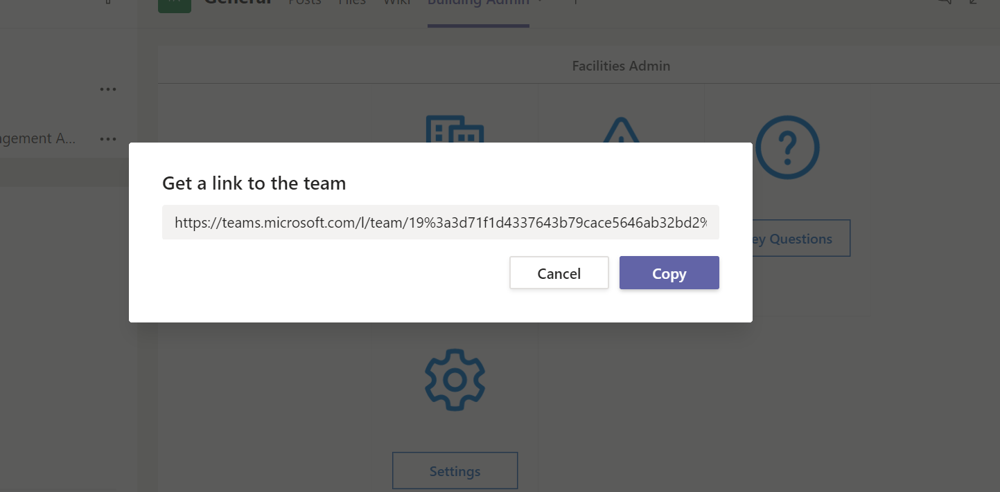 General Posts Files Wiki Building Admin
Facilities Admin
...
gement A... ...
Get a link to the team
https://teams.microsoft.com/l/team/19%3a3d71f1d4337643b79cace5646ab32bd2%
ey Questions
Cancel Copy
Settings